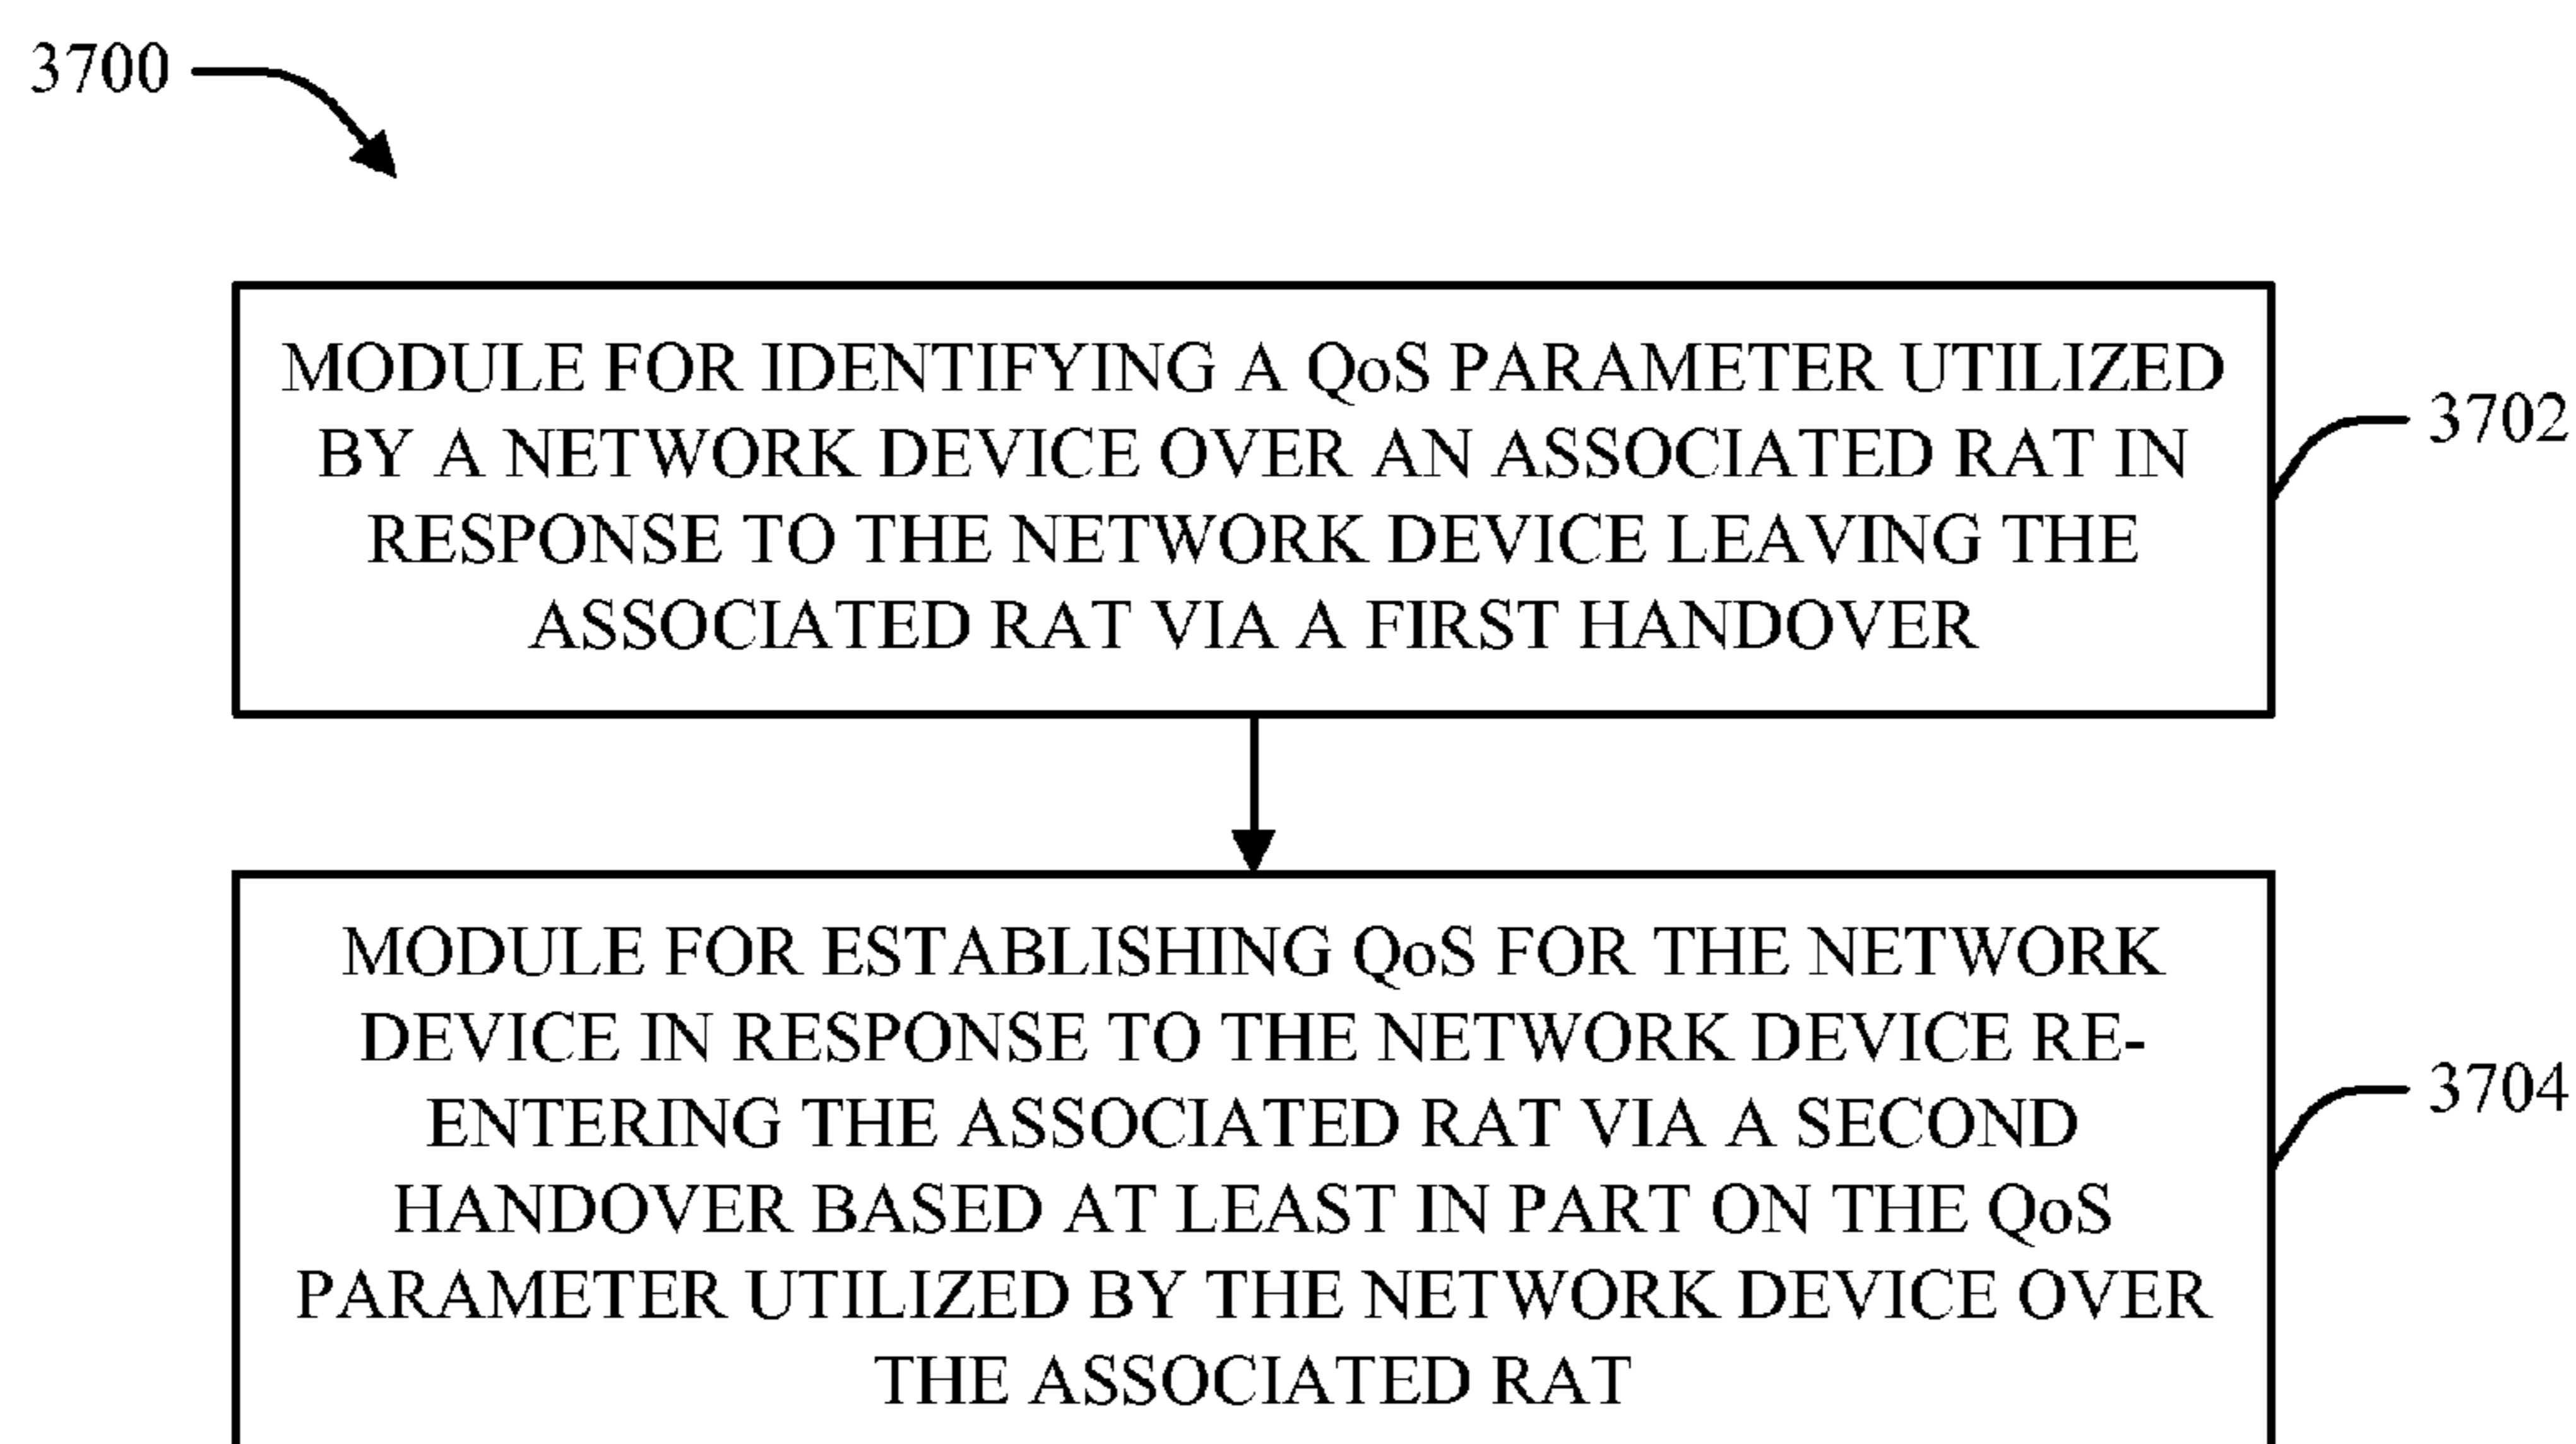 3700
MODULE FOR IDENTIFYING A QoS PARAMETER UTILIZED
BY A NETWORK DEVICE OVER AN ASSOCIATED RAT IN
RESPONSE TO THE NETWORK DEVICE LEAVING THE
ASSOCIATED RAT VIA A FIRST HANDOVER
3702
MODULE FOR ESTABLISHING QoS FOR THE NETWORK
DEVICE IN RESPONSE TO THE NETWORK DEVICE RE-
ENTERING THE ASSOCIATED RAT VIA A SECOND
HANDOVER BASED AT LEAST IN PART ON THE QoS
PARAMETER UTILIZED BY THE NETWORK DEVICE OVER
THE ASSOCIATED RAT
3704